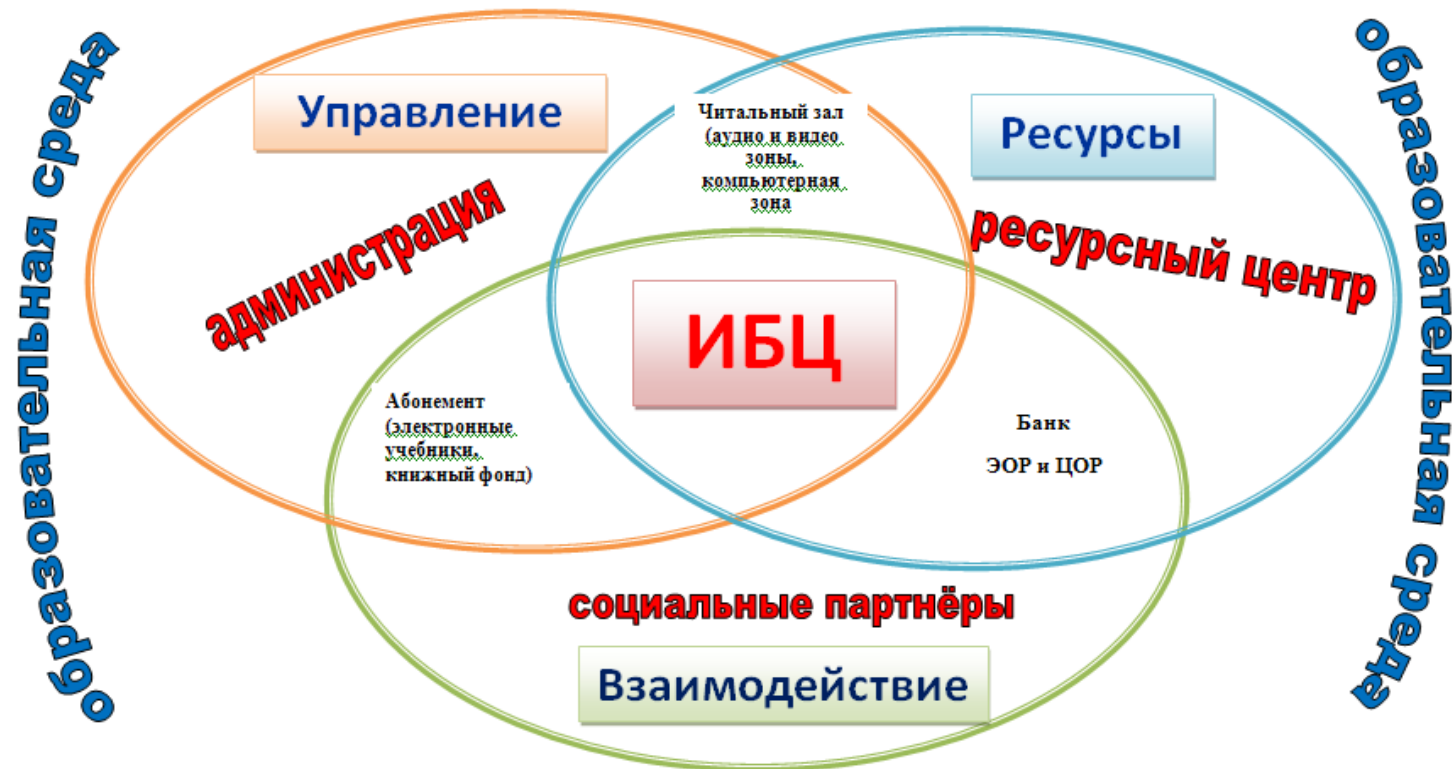 образовательная среда
Управление
администрация
Читальный зал
(аудио и видео
зоны,
компьютерная
зона
Ресурсы
ресурсный центр
ИБЦ
Абонемент
(электронные
учебники,
книжный фонд)
Банк
ЭОР и ЦОР
социальные партнёры
Взаимодействие
образовательная среда